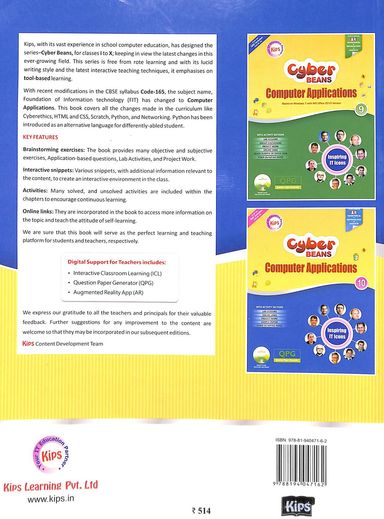 Kips, with its vast experience in school computer education, has designed the
series–Cyber Beans, for classes I to X; keeping in view the latest changes in this
ever-growing field. This series is free from rote learning and with its lucid
writing style and the latest interactive teaching techniques, it emphasises on
tool-based learning.
With recent modifications in the CBSE syllabus Code-165, the subject name,
Foundation of Information technology (FIT) has changed to Computer
Applications. This book covers all the changes made in the curriculum like
Cyberethics, HTML and CSS, Scratch, Python, and Networking. Python has been
introduced as an alternative language for differently-abled student.
KEY FEATURES
Brainstorming exercises: The book provides many objective and subjective
exercises, Application-based questions, Lab Activities, and Project Work.
Interactive snippets: Various snippets, with additional information relevant to
the content, to create an interactive environment in the class.
Activities: Many solved, and unsolved activities are included within the
chapters to encourage continuous learning.
Online links: They are incorporated in the book to access more information on
the topic and teach the attitude of self-learning.
We are sure that this book will serve as the perfect learning and teaching
platform for students and teachers, respectively.
Digital Support for Teachers includes:
• Interactive Classroom Learning (ICL)
• Question Paper Generator (QPG)
• Augmented Reality App (AR)
We express our gratitude to all the teachers and principals for their valuable
feedback. Further suggestions for any improvement to the content are
welcome so that they may be incorporated in our subsequent editions.
Kips Content Development Team
Kips
Cyber
BEANS
Computer Applications
9
Inspiring
IT Icons
QPG
Kips
Cyber
BEANS
Computer Applications
10
Inspiring
IT Icons
QPG
Your IT Education Partner
Kips
Kips Learning Pvt. Ltd
www.kips.in
₹ 514
ISBN 978-81-940471-6-2
9 788194 047162
Kips